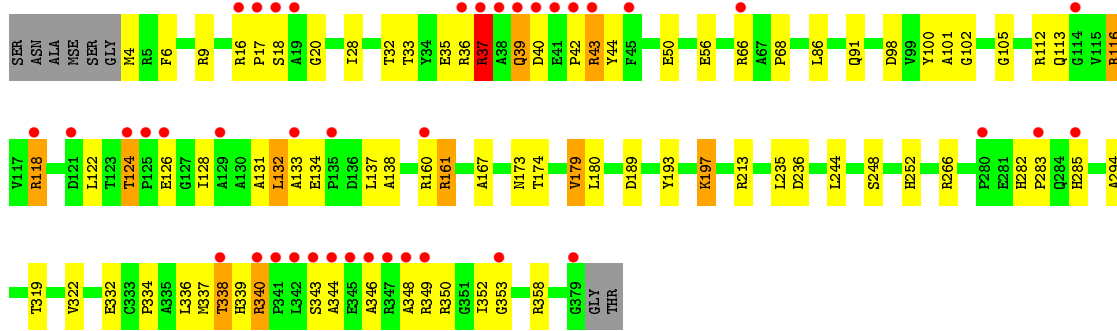 SER ASN ALA MSE SER GLY M4 R5 F6 R9 R16 P17 S18 A19 G20 I28 T32 T33 Y34 E35 R36 R37 A38 Q39 D40 E41 P42 R43 Y44 F45 E50 E56 R66 A67 P68 L86 Q91 D98 V99 Y100 A101 G102 G105 R112 Q113 G114 V115 R116
V117 R118 D121 L122 T123 T124 P125 E126 G127 I128 A129 A130 A131 L132 A133 E134 P135 D136 L137 A138 R160 R161 A167 N173 T174 V179 L180 D189 Y193 K197 R213 L235 D236 L244 S248 H252 R266 P280 E281 H282 P283 Q284 H285 A294
T319 V322 E332 C333 P334 A335 L336 M337 T338 H339 R340 P341 L342 S343 A344 E345 A346 R347 A348 R349 R350 G351 I352 G353 R358 G379 GLY THR